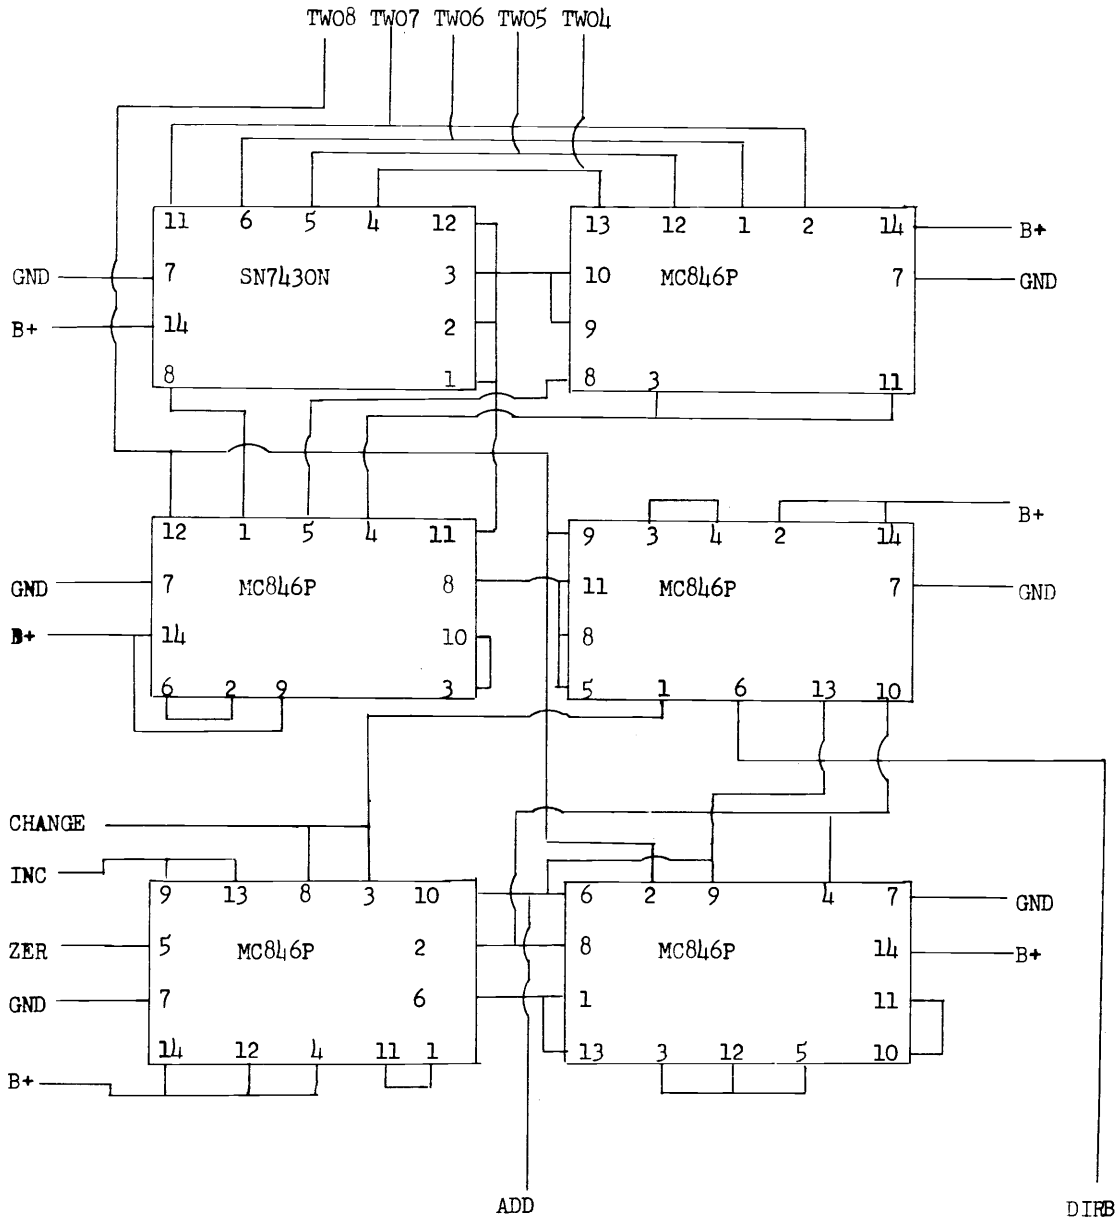 TWO8 TWO7 TWO6 TWO5 TWO4
11 6 5 4 12 13 12 1 2 14 B+
GND 7 SN7430N 3 10 MC846P 7 GND
B+ 14 2 9
8 1 8 3 11
12 1 5 4 11 9 3 4 2 14 B+
GND 7 MC846P 8 11 MC846P 7 GND
B+ 14 10 8
6 2 9 3 5 1 6 13 10
CHANGE
INC 9 13 8 3 10 6 2 9 4 7 GND
ZER 5 MC846P 2 8 MC846P 14 B+
GND 7 6 1 11
14 12 4 11 1 13 3 12 5 10
B+
ADD DIRB